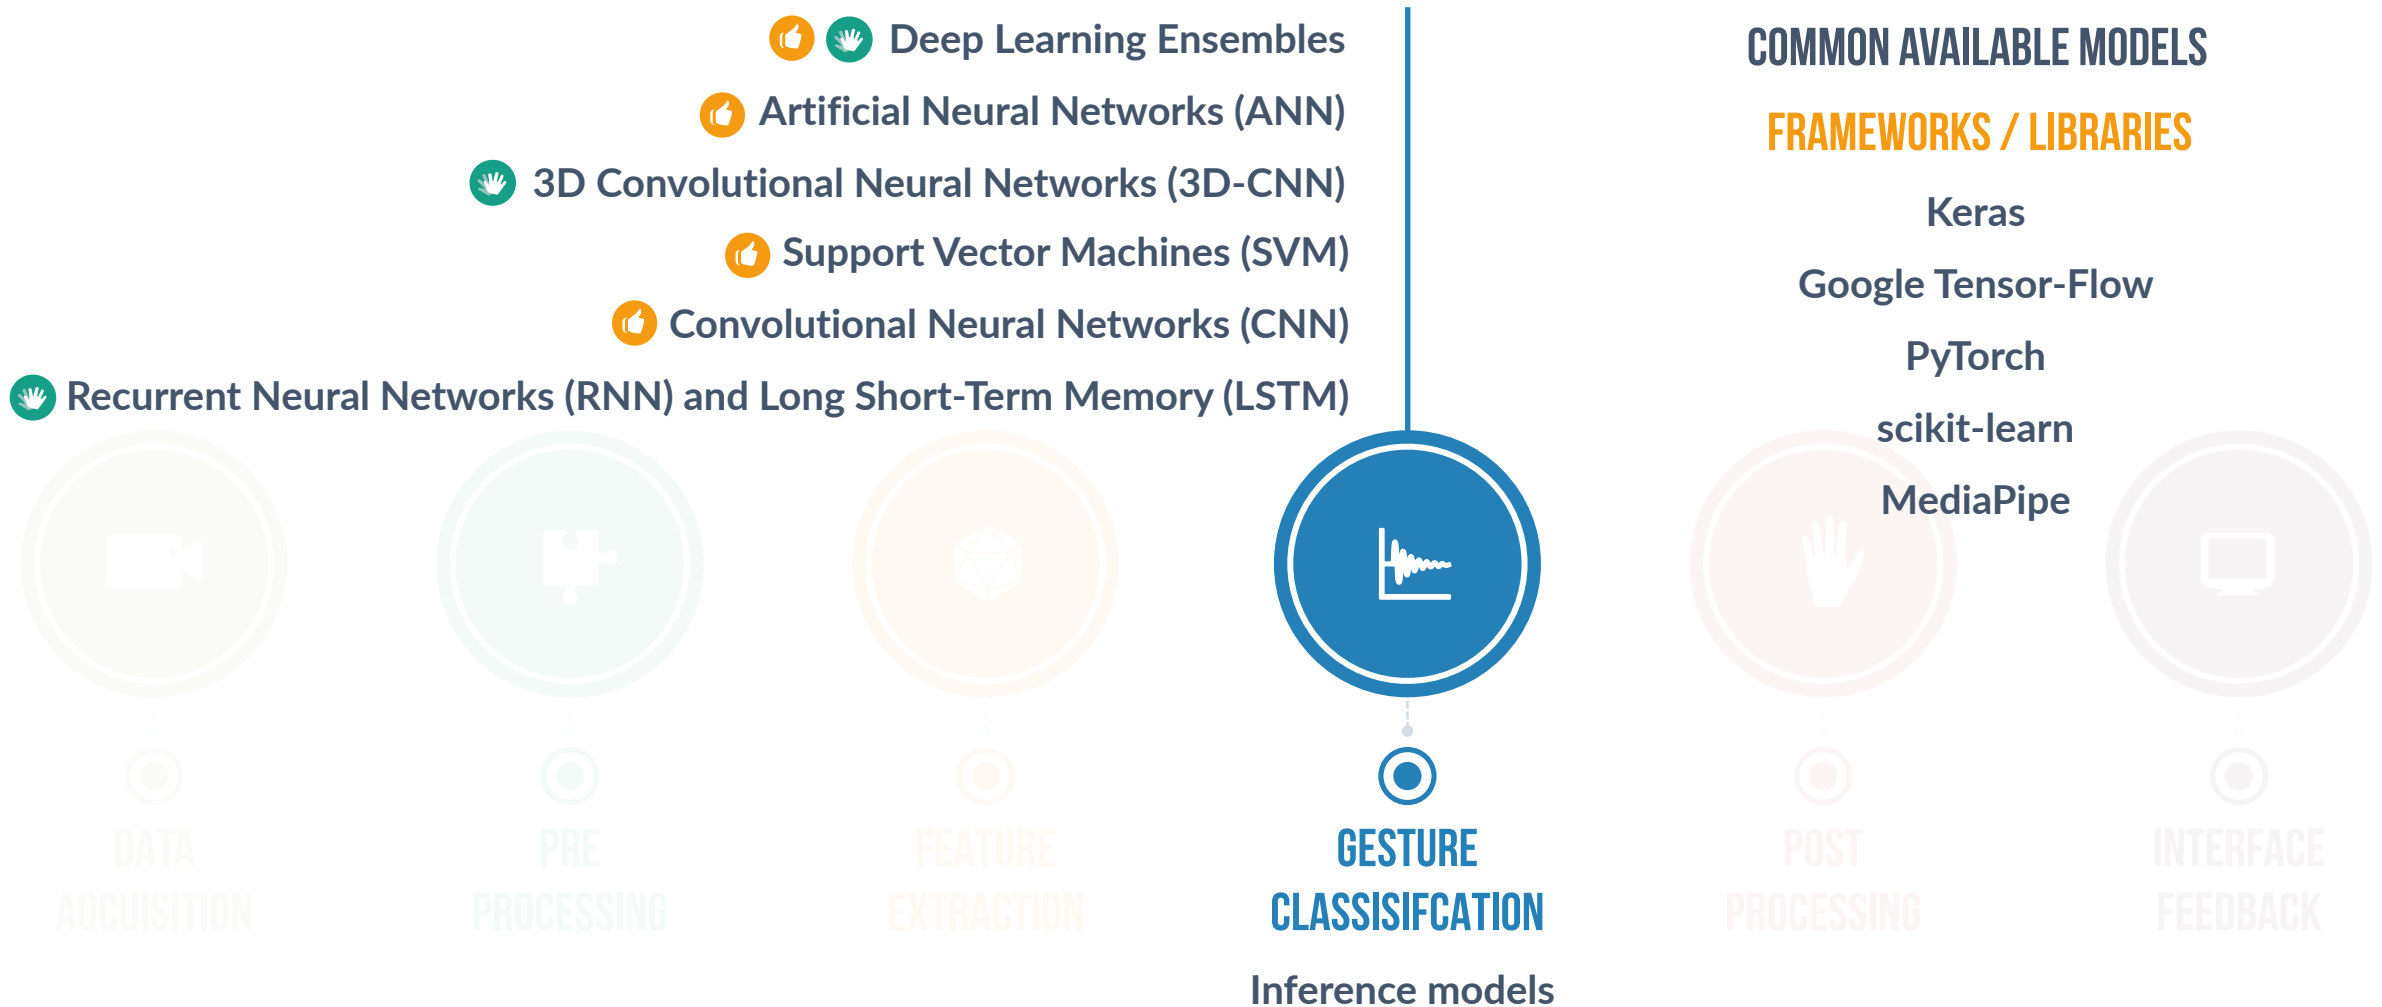 Deep Learning Ensembles
Artificial Neural Networks (ANN)
3D Convolutional Neural Networks (3D-CNN)
Support Vector Machines (SVM)
Convolutional Neural Networks (CNN)
Recurrent Neural Networks (RNN) and Long Short-Term Memory (LSTM)
COMMON AVAILABLE MODELS
FRAMEWORKS / LIBRARIES
Keras
Google Tensor-Flow
PyTorch
scikit-learn
MediaPipe
DATA
AQCUISITION
PRE
PROCESSING
FEATURE
EXTRACTION
GESTURE
CLASSISIFCATION
Inference models
POST
PROCESSING
INTERFACE
FEEDBACK